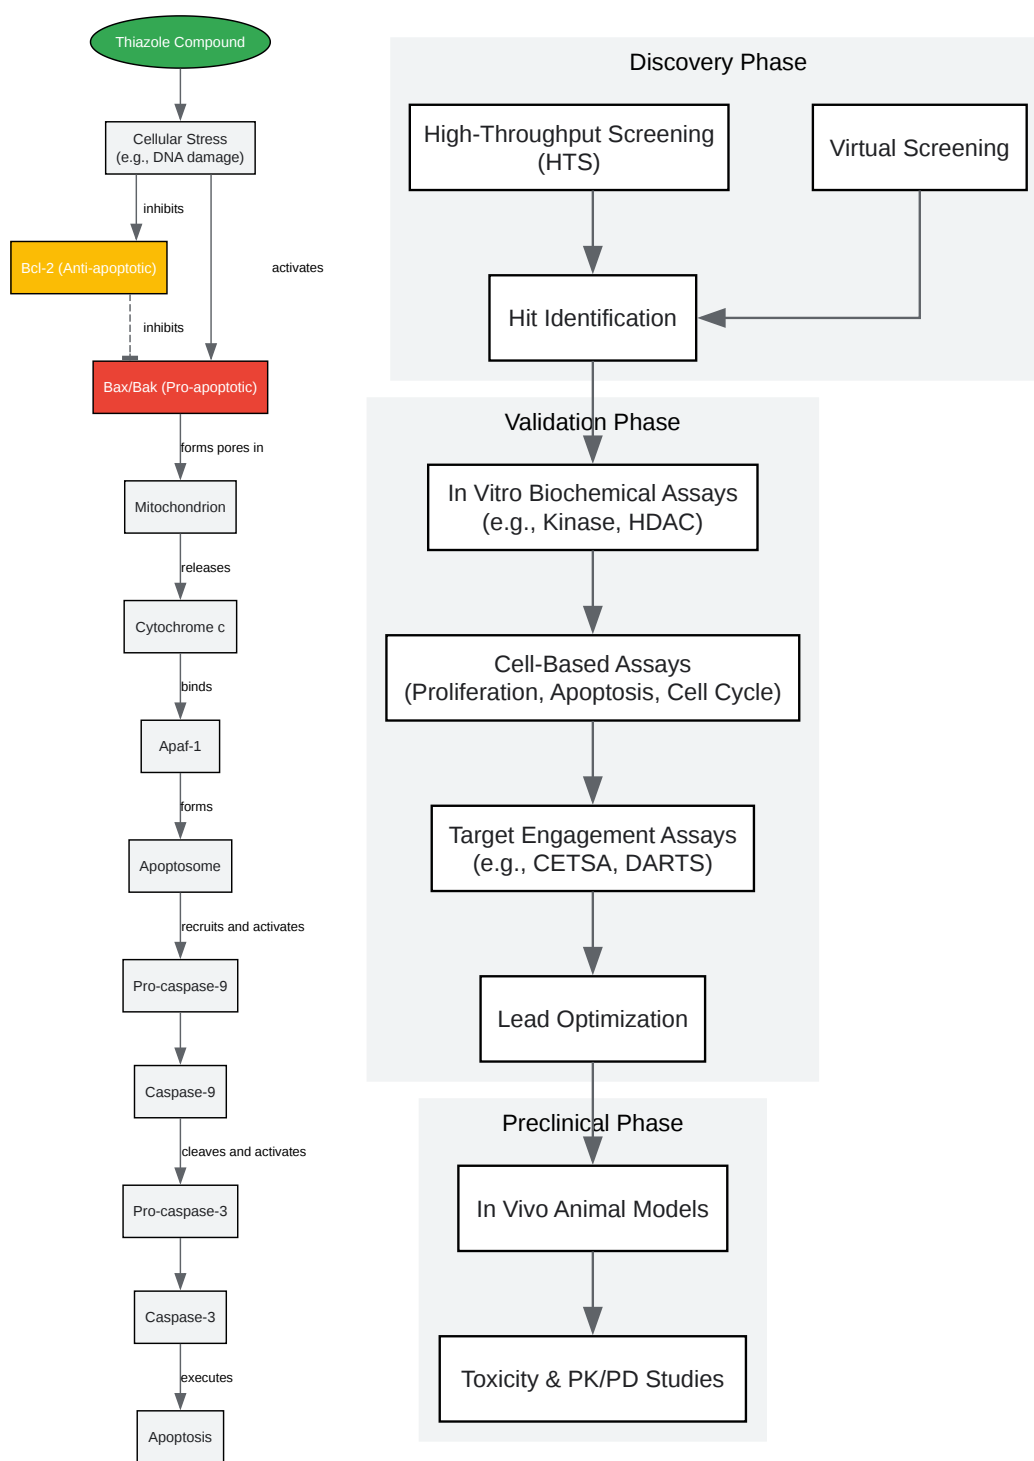 Thiazole Compound
Cellular Stress
(e.g., DNA damage)
inhibits
activates
Bcl-2 (Anti-apoptotic)
inhibits
Bax/Bak (Pro-apoptotic)
forms pores in
Mitochondrion
releases
Cytochrome c
binds
Apaf-1
forms
Apoptosome
recruits and activates
Pro-caspase-9
Caspase-9
cleaves and activates
Pro-caspase-3
Caspase-3
executes
Apoptosis
Discovery Phase
High-Throughput Screening
(HTS)
Virtual Screening
Hit Identification
Validation Phase
In Vitro Biochemical Assays
(e.g., Kinase, HDAC)
Cell-Based Assays
(Proliferation, Apoptosis, Cell Cycle)
Target Engagement Assays
(e.g., CETSA, DARTS)
Lead Optimization
Preclinical Phase
In Vivo Animal Models
Toxicity & PK/PD Studies